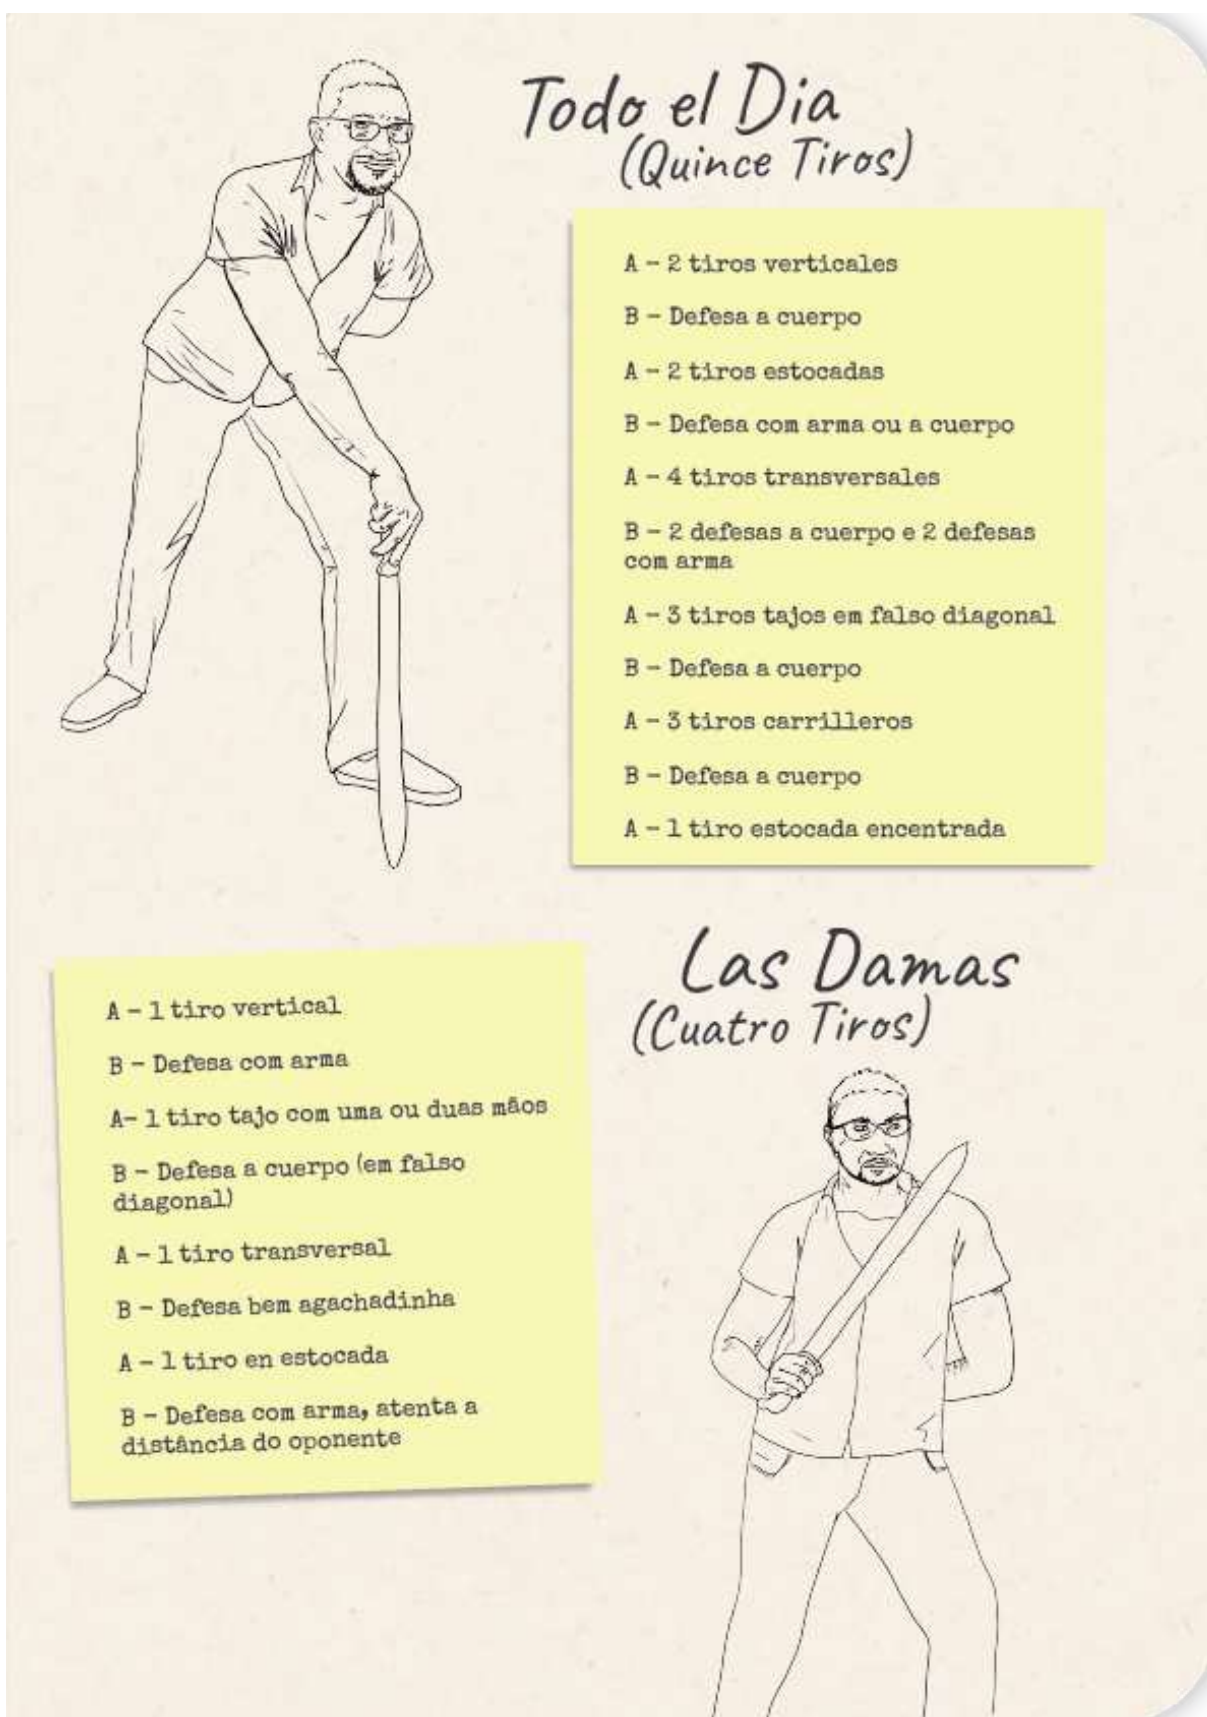 Todo el Dia
(Quince Tiros)
A - 2 tiros verticales
B - Defesa a cuerpo
A - 2 tiros estocadas
B - Defesa com arma ou a cuerpo
A - 4 tiros transversales
B - 2 defesas a cuerpo e 2 defesas
com arma
A - 3 tiros tajos em falso diagonal
B - Defesa a cuerpo
A - 3 tiros carrilleros
B - Defesa a cuerpo
A - 1 tiro estocada encentrada
Las Damas
(Cuatro Tiros)
A - 1 tiro vertical
B - Defesa com arma
A- 1 tiro tajo com uma ou duas mãos
B - Defesa a cuerpo (em falso
diagonal)
A - 1 tiro transversal
B - Defesa bem agachadinha
A - 1 tiro en estocada
B - Defesa com arma, atenta a
distância do oponente